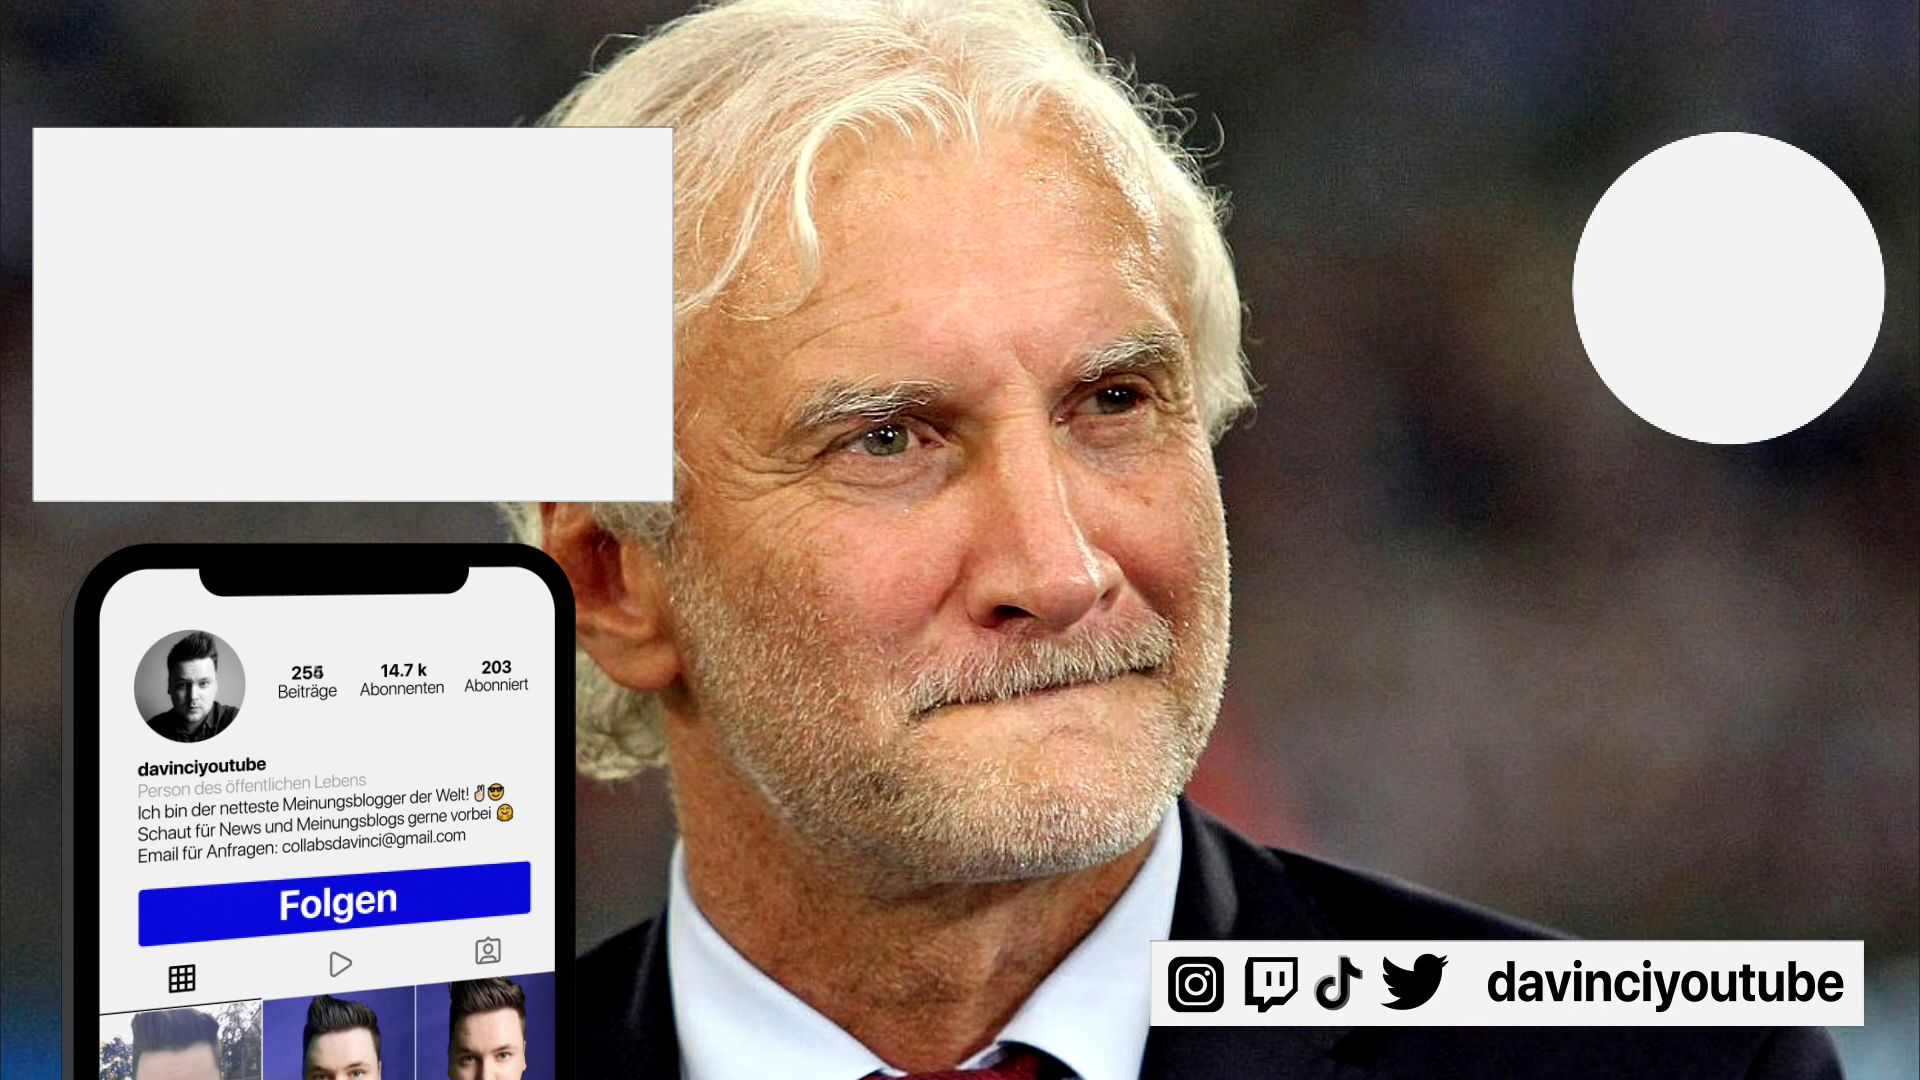 255 14.7 k 203
Beiträge Abonnenten Abonniert
davinciyoutube
Person des öffentlichen Lebens
Ich bin der netteste Meinungsblogger der Welt! ✌🏻😎
Schaut für News und Meinungsblogs gerne vorbei 🤗
Email für Anfragen: collabsdavinci@gmail.com
Folgen
davinciyoutube